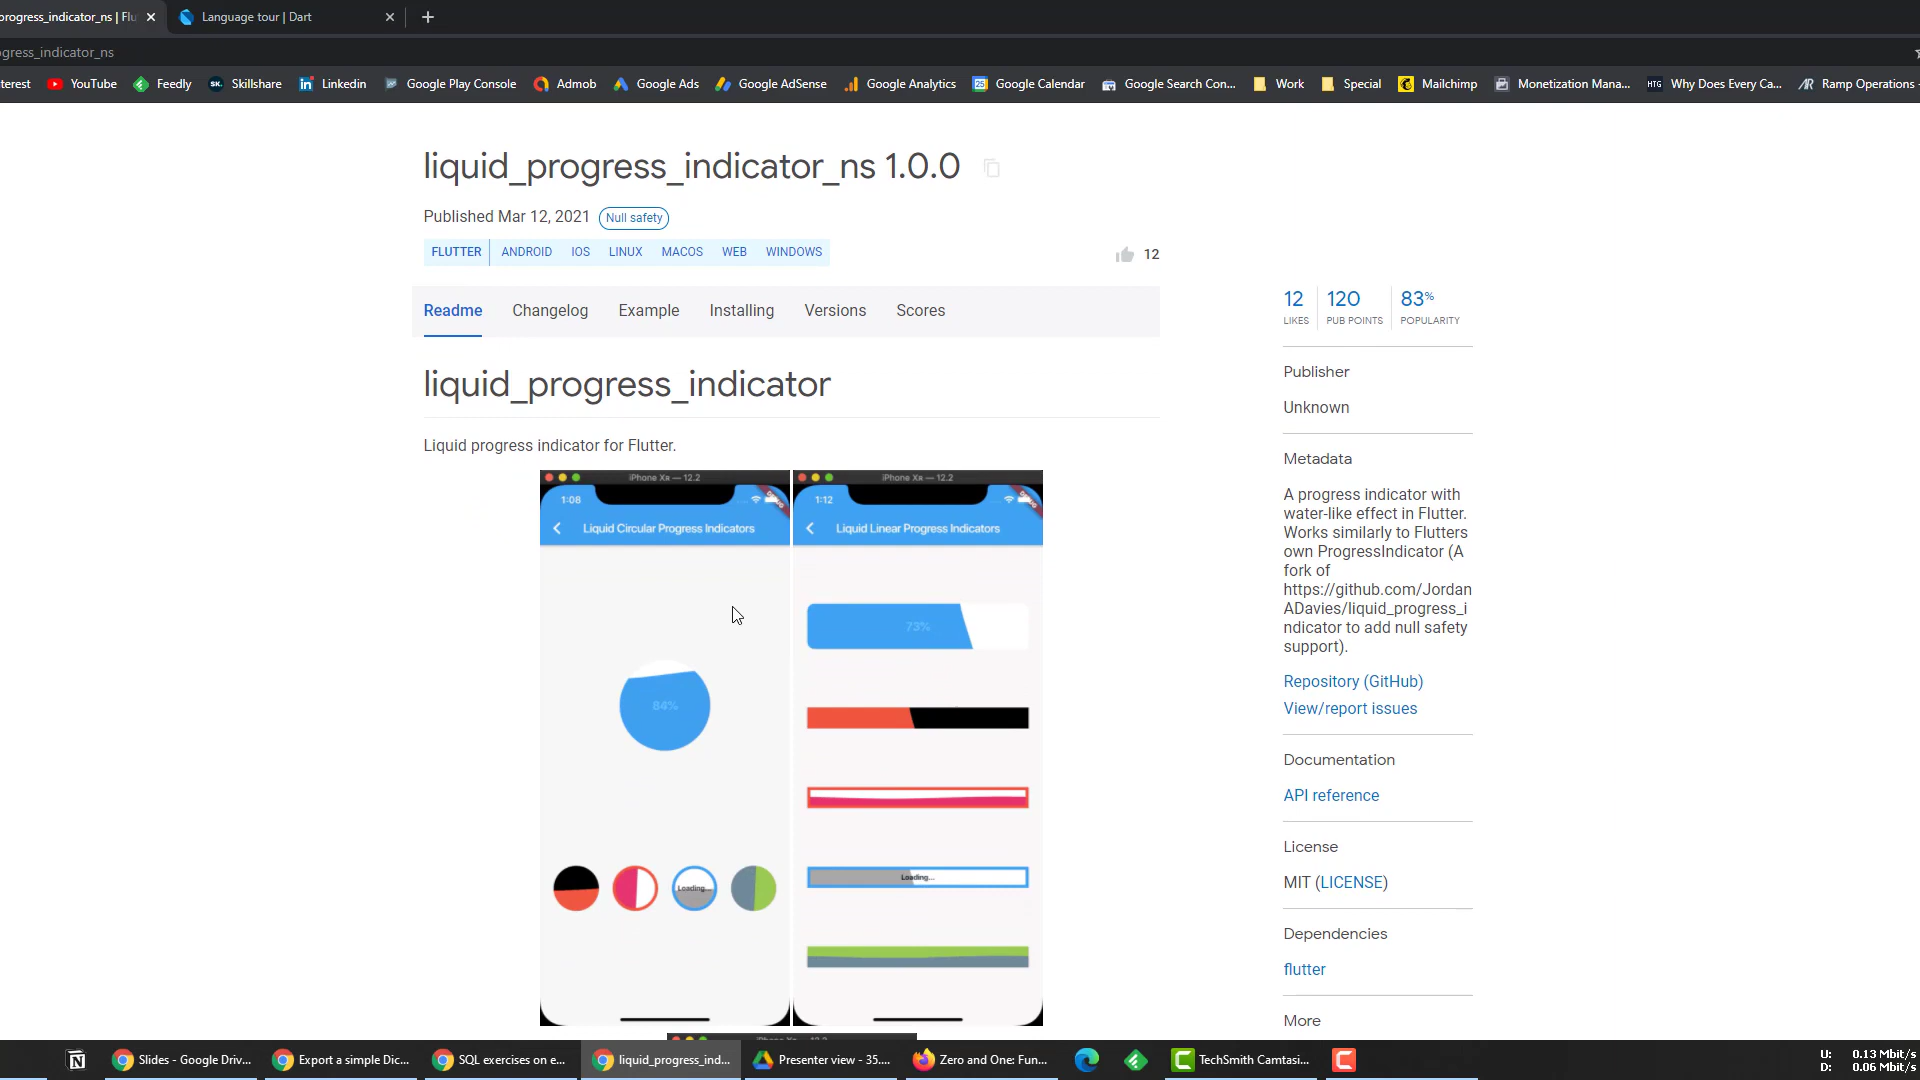 progress_indicator_ns | Flu
Language tour | Dart
ogress_indicator_ns
terest
YouTube
Feedly
Skillshare
Linkedin
Google Play Console
Admob
Google Ads
Google AdSense
Google Analytics
Google Calendar
Google Search Con...
Work
Special
Mailchimp
Monetization Mana...
HTG
Why Does Every Ca...
Ramp Operations
liquid_progress_indicator_ns 1.0.0
Published Mar 12, 2021 Null safety
FLUTTER ANDROID IOS LINUX MACOS WEB WINDOWS
12
Readme Changelog Example Installing Versions Scores
liquid_progress_indicator
Liquid progress indicator for Flutter.
iPhone XR — 12.2
1:08
Liquid Circular Progress Indicators
84%
Loading...
iPhone XR — 12.2
1:12
Liquid Linear Progress Indicators
73%
Loading...
iPhone XR — 12.2
12 120 83%
LIKES PUB POINTS POPULARITY
Publisher
Unknown
Metadata
A progress indicator with
water-like effect in Flutter.
Works similarly to Flutters
own ProgressIndicator (A
fork of
https://github.com/Jordan
ADavies/liquid_progress_i
ndicator to add null safety
support).
Repository (GitHub)
View/report issues
Documentation
API reference
License
MIT (LICENSE)
Dependencies
flutter
More
Slides - Google Driv...
Export a simple Dic...
SQL exercises on e...
liquid_progress_ind...
Presenter view - 35....
Zero and One: Fun...
TechSmith Camtasi...
U: 0.13 Mbit/s
D: 0.06 Mbit/s